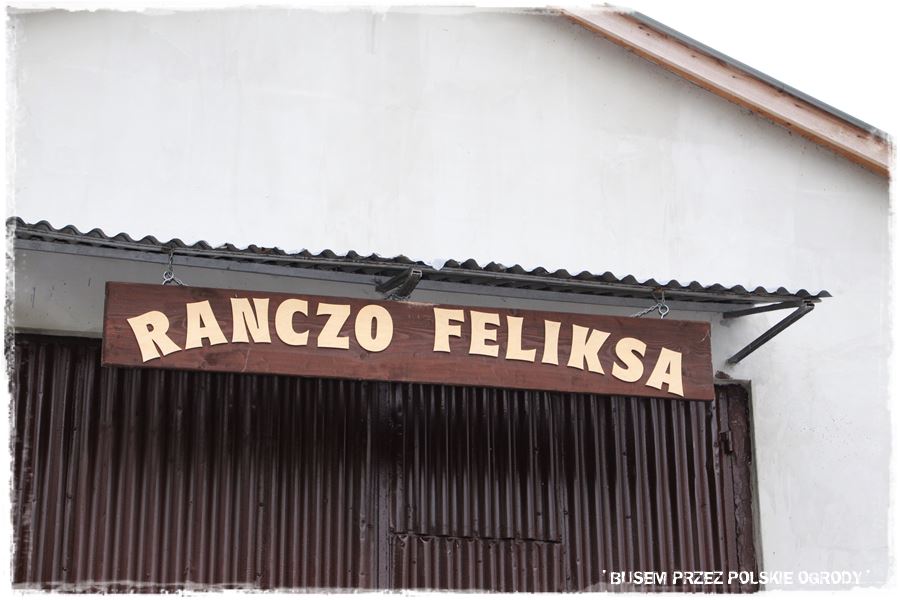 RANCZO FELIKSA
'BUSEM PRZEZ POLSKIE OGRODY'